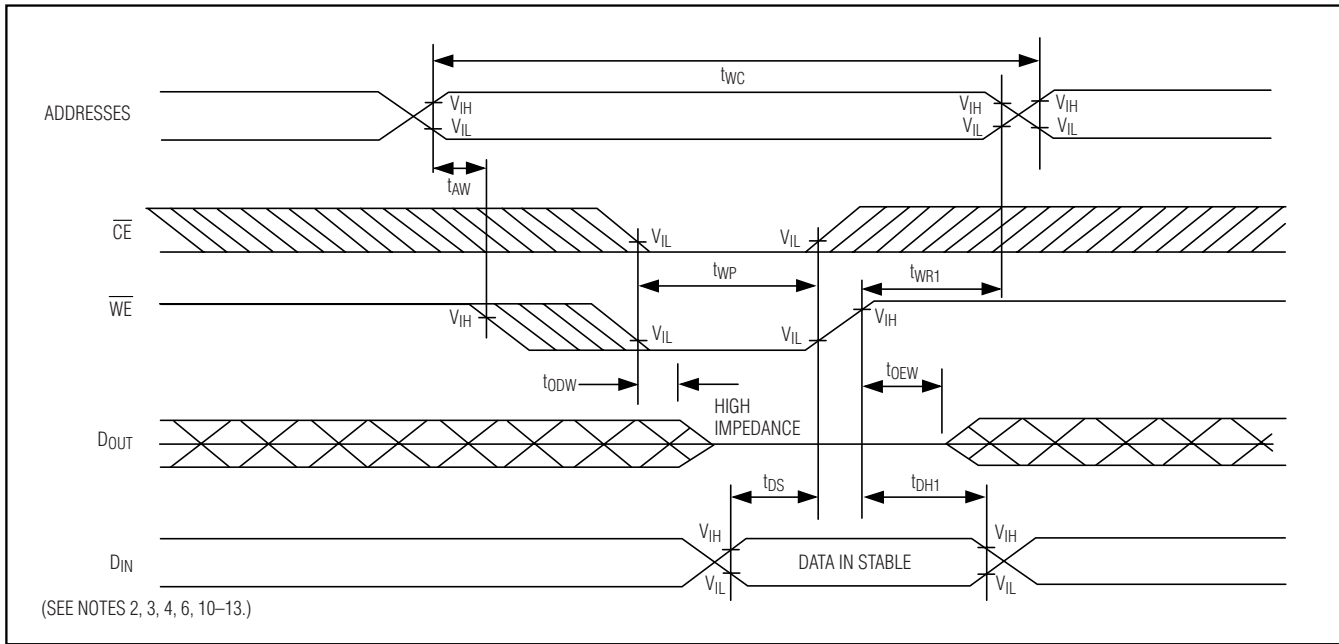 tWC
ADDRESSES
VIH
VIL
VIH
VIL
VIH
VIL
tAW
CE
VIL
VIL
tWP
tWR1
WE
VIH
VIL
VIL
VIH
tODW
tOEW
HIGH
IMPEDANCE
DOUT
tDS
tDH1
VIH
VIH
DIN
DATA IN STABLE
VIL
VIL
(SEE NOTES 2, 3, 4, 6, 10–13.)